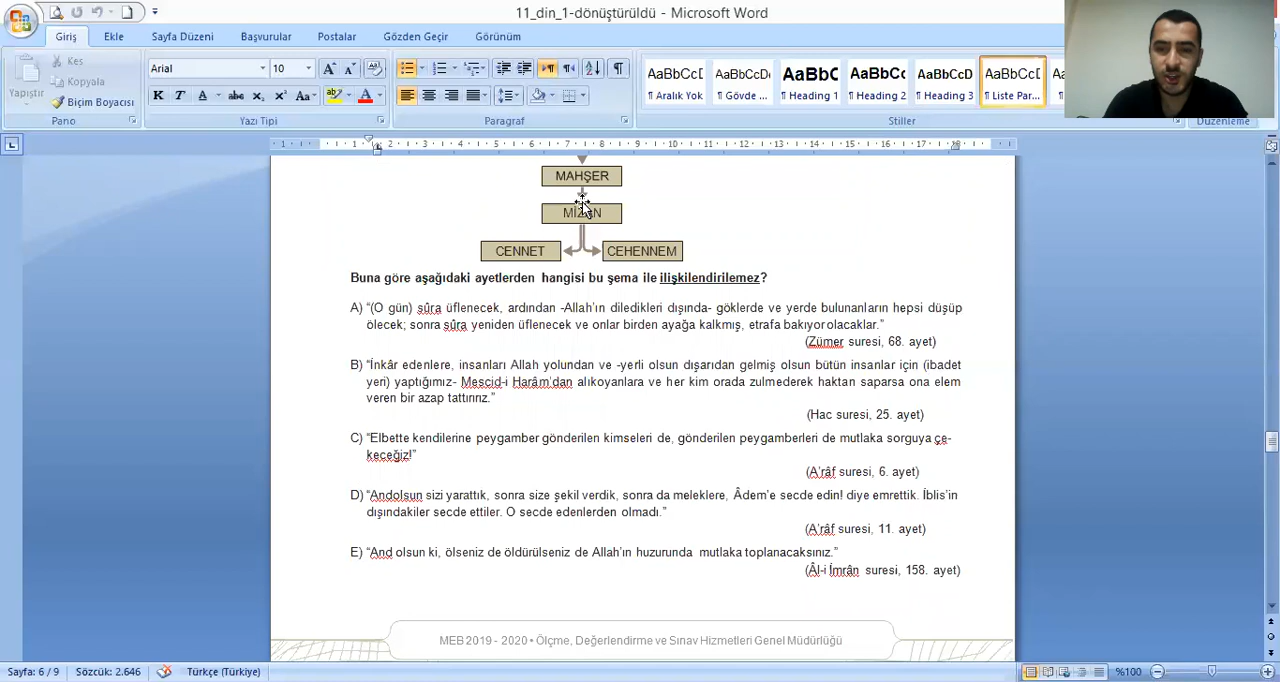 11_din_1-dönüştürüldü - Microsoft Word
Giriş Ekle Sayfa Düzeni Başvurular Postalar Gözden Geçir Görünüm
Yapıştır
Kes
Kopyala
Biçim Boyacısı
Pano
Arial 10
Yazı Tipi
Paragraf
AaBbCcD AaBbCcDı AaBbC AaBbCc AaBbCcD AaBbCcD
¶ Aralık Yok ¶ Gövde ... ¶ Heading 1 ¶ Heading 2 ¶ Heading 3 ¶ Liste Par...
Stiller
Düzenleme
MAHŞER
MİZAN
CENNET CEHENNEM
Buna göre aşağıdaki ayetlerden hangisi bu şema ile ilişkilendirilemez?
A) “(O gün) sûra üflenecek, ardından -Allah’ın diledikleri dışında- göklerde ve yerde bulunanların hepsi düşüp
ölecek; sonra sûra yeniden üflenecek ve onlar birden ayağa kalkmış, etrafa bakıyor olacaklar.”
(Zümer suresi, 68. ayet)
B) “İnkâr edenlere, insanları Allah yolundan ve -yerli olsun dışarıdan gelmiş olsun bütün insanlar için (ibadet
yeri) yaptığımız- Mescid-i Harâm’dan alıkoyanlara ve her kim orada zulmederek haktan saparsa ona elem
veren bir azap tattırırız.”
(Hac suresi, 25. ayet)
C) “Elbette kendilerine peygamber gönderilen kimseleri de, gönderilen peygamberleri de mutlaka sorguya çe-
keceğiz!”
(A’râf suresi, 6. ayet)
D) “Andolsun sizi yarattık, sonra size şekil verdik, sonra da meleklere, Âdem’e secde edin! diye emrettik. İblis’in
dışındakiler secde ettiler. O secde edenlerden olmadı.”
(A’râf suresi, 11. ayet)
E) “And olsun ki, ölseniz de öldürülseniz de Allah’ın huzurunda mutlaka toplanacaksınız.”
(Âl-i İmrân suresi, 158. ayet)
MEB 2019 - 2020 • Ölçme, Değerlendirme ve Sınav Hizmetleri Genel Müdürlüğü
Sayfa: 6 / 9 Sözcük: 2.646 Türkçe (Türkiye) %100